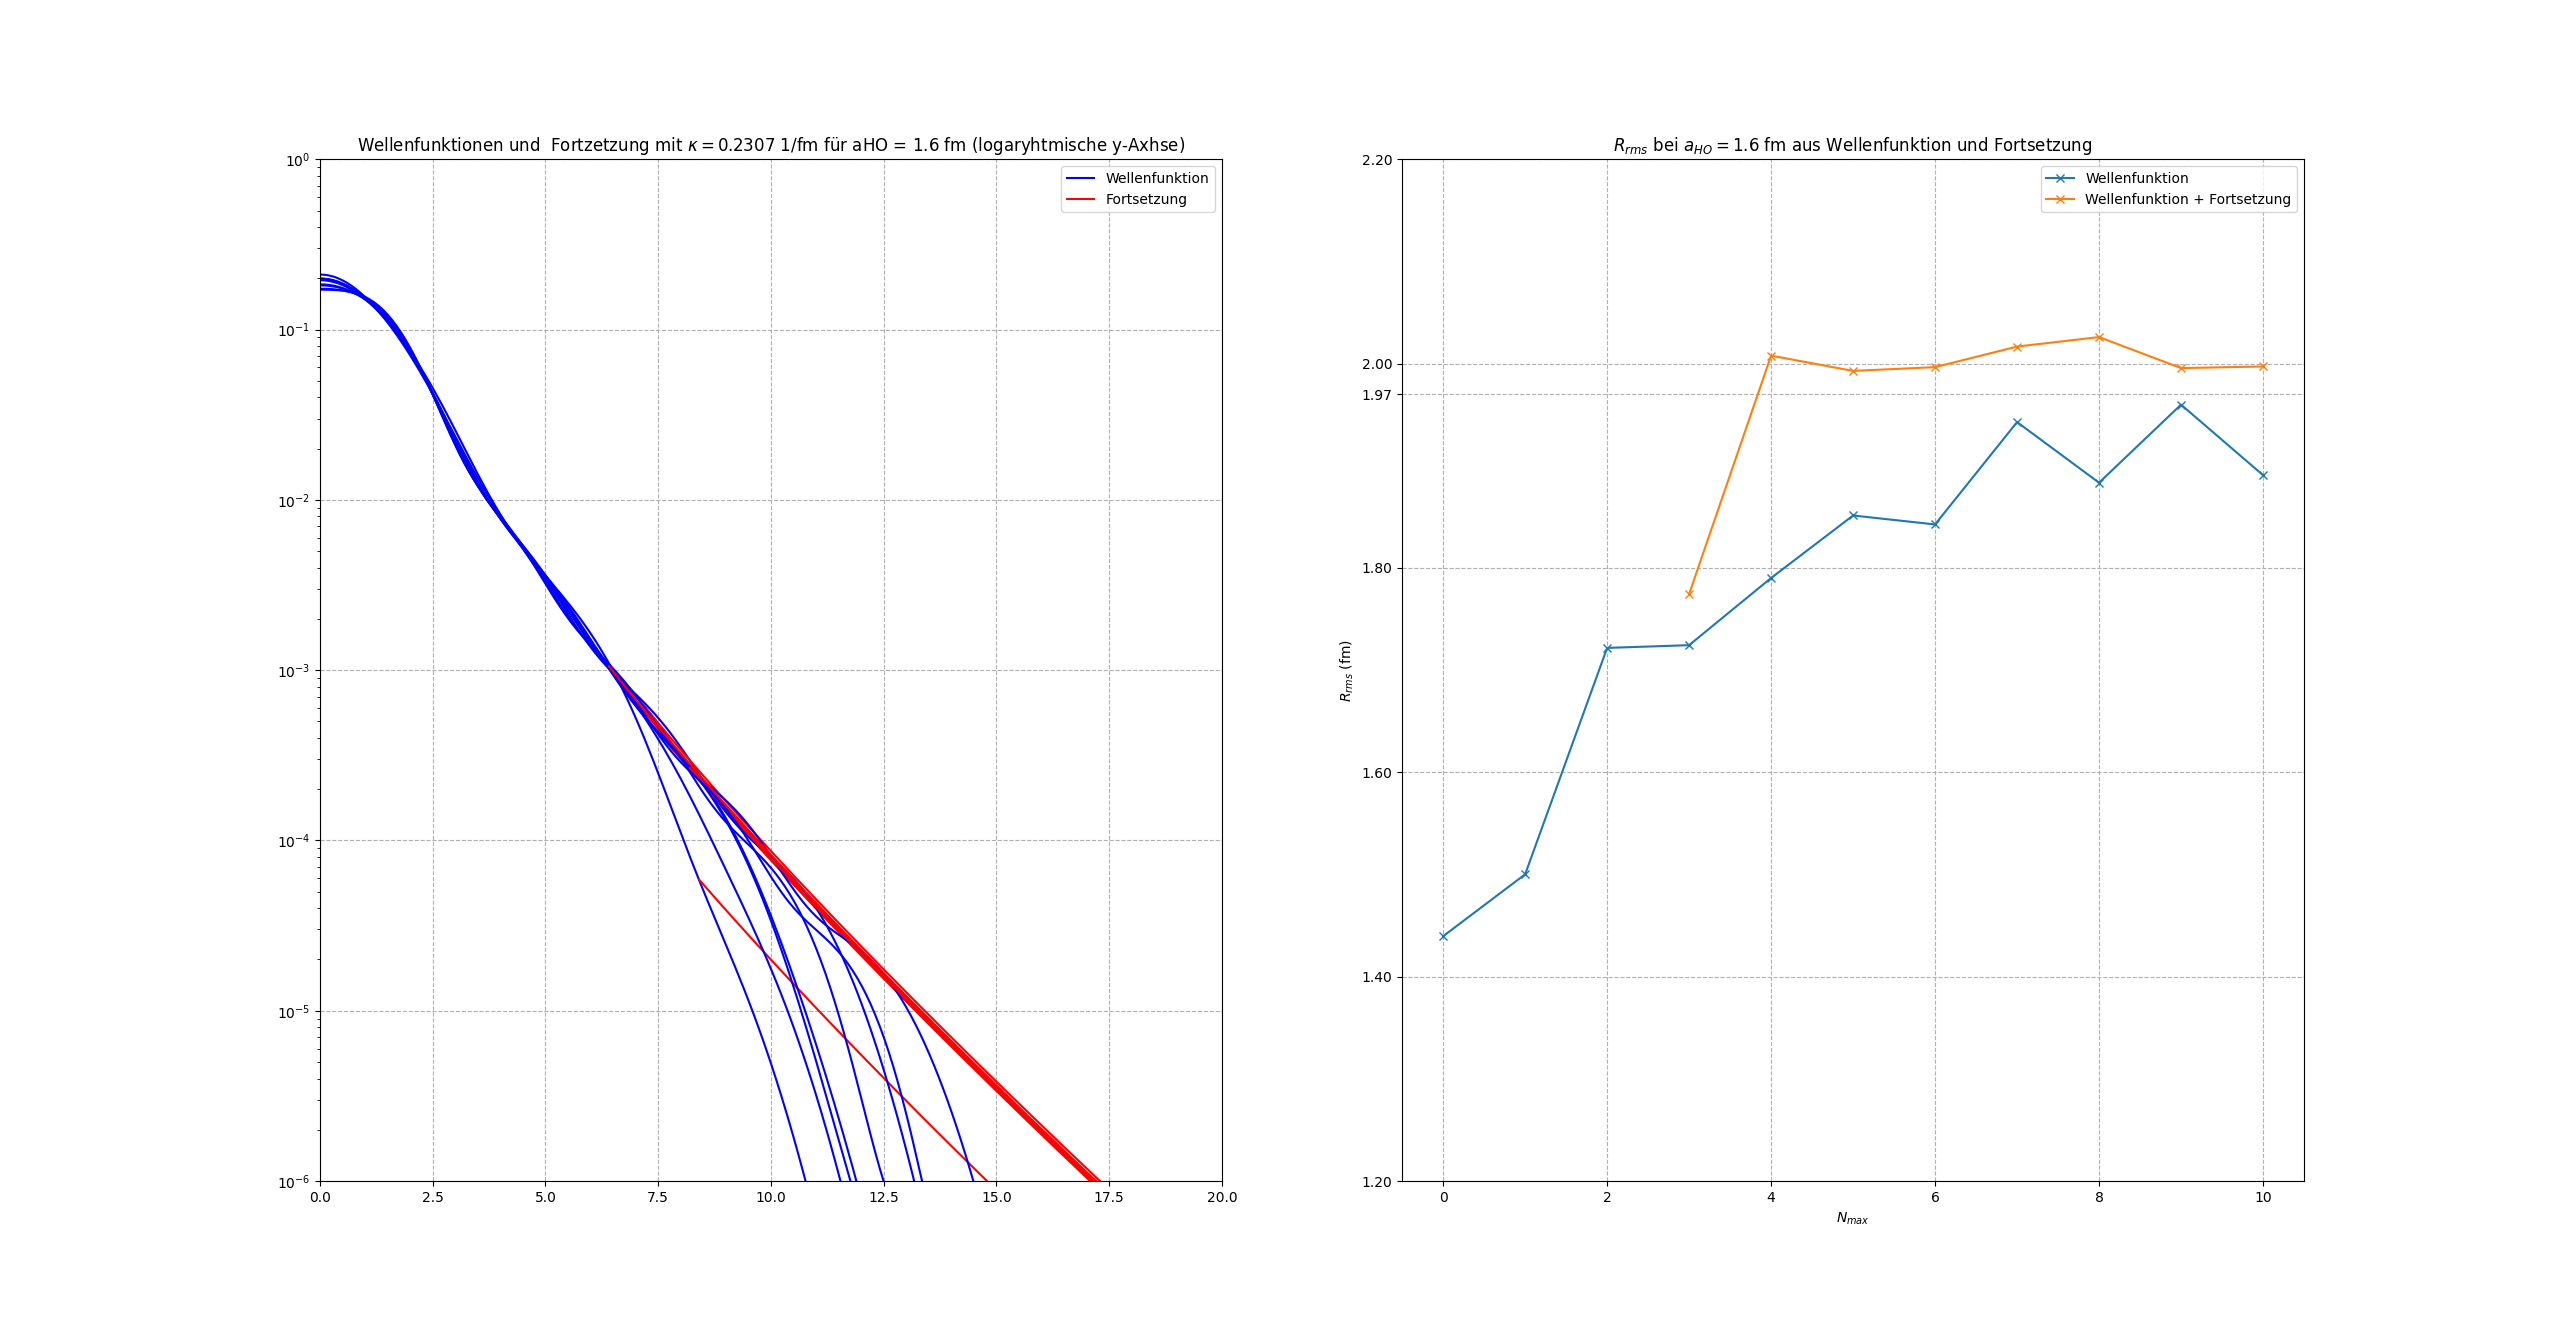 Wellenfunktionen und  Fortzetzung mit κ = 0.2307 1/fm für aHO = 1.6 fm (logaryhtmische y-Axhse)
Wellenfunktion
Fortsetzung
10⁰
10⁻¹
10⁻²
10⁻³
10⁻⁴
10⁻⁵
10⁻⁶
0.0 2.5 5.0 7.5 10.0 12.5 15.0 17.5 20.0
R_rms bei a_HO = 1.6 fm aus Wellenfunktion und Fortsetzung
Wellenfunktion
Wellenfunktion + Fortsetzung
R_rms (fm)
2.20
2.00
1.97
1.80
1.60
1.40
1.20
0 2 4 6 8 10
N_max